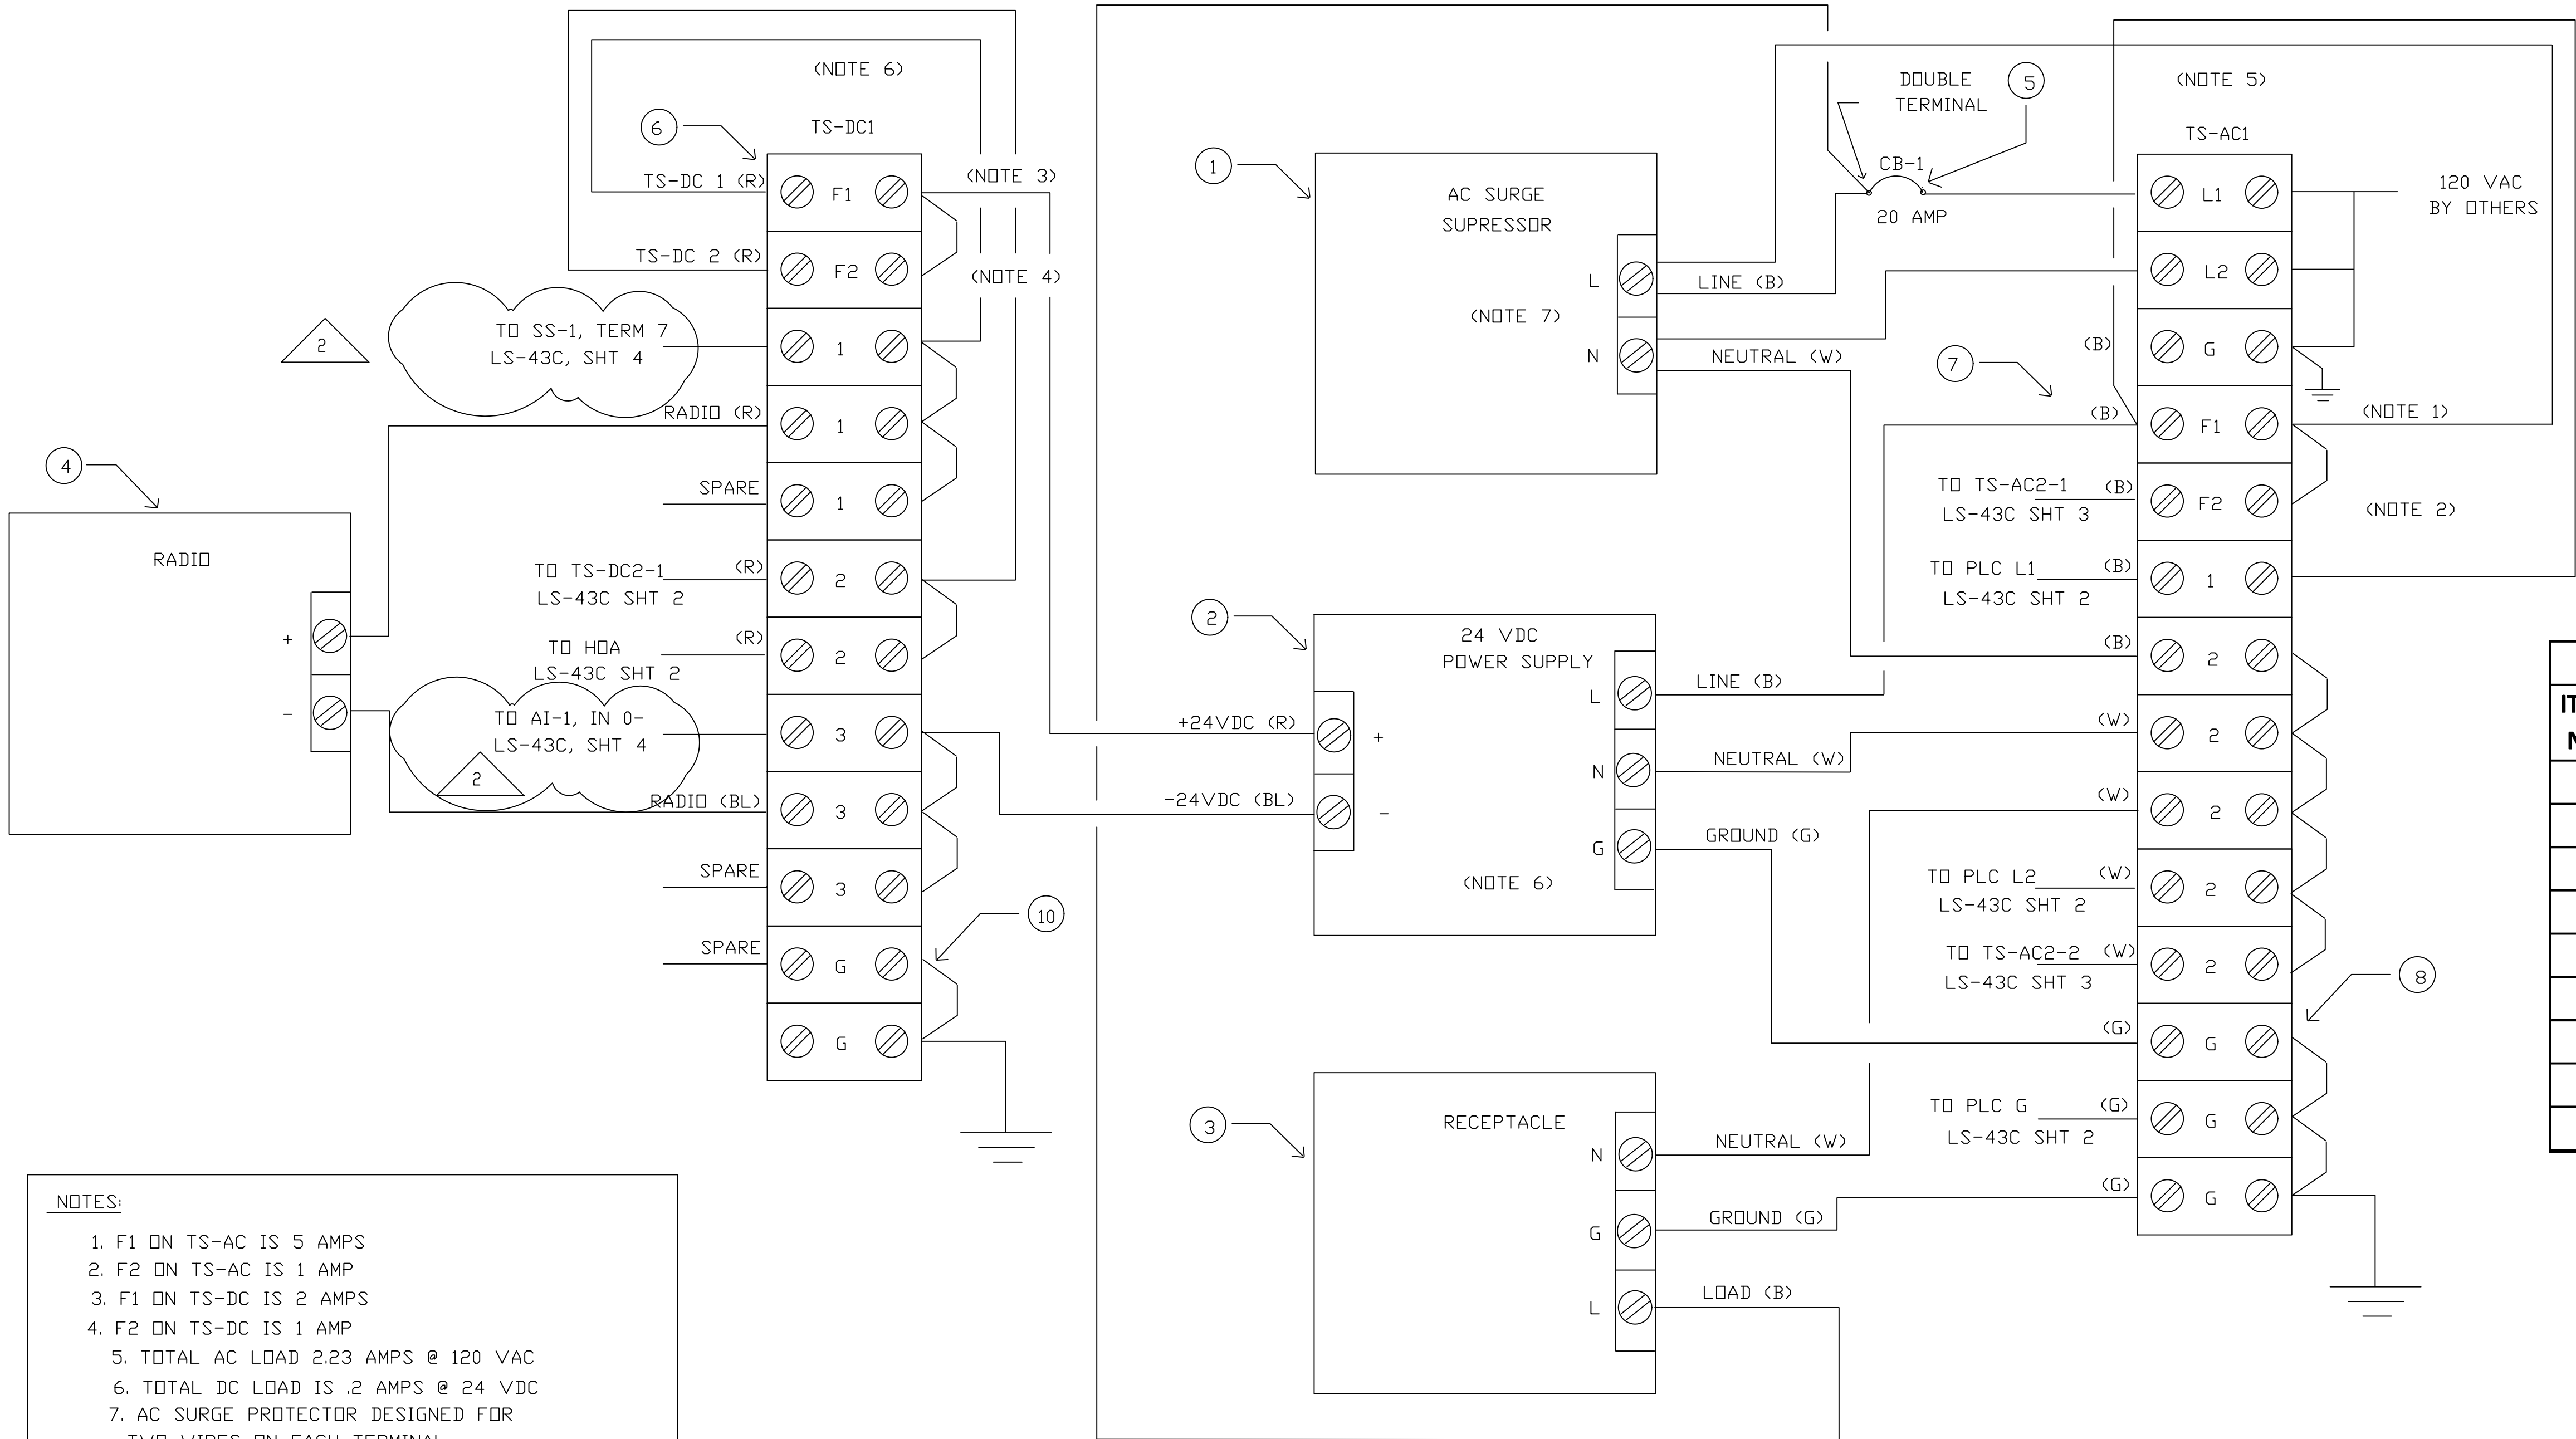 (NOTE 6)
6
TS-DC1
TS-DC 1 (R)
F1
(NOTE 3)
TS-DC 2 (R)
F2
(NOTE 4)
2
TO SS-1, TERM 7
LS-43C, SHT 4
1
RADIO (R)
1
SPARE
1
4
RADIO
+
-
TO TS-DC2-1
(R)
LS-43C SHT 2
2
TO HOA
(R)
LS-43C SHT 2
2
TO AI-1, IN 0-
LS-43C, SHT 4
2
3
RADIO (BL)
3
SPARE
3
SPARE
G
10
G
NOTES:
1. F1 ON TS-AC IS 5 AMPS
2. F2 ON TS-AC IS 1 AMP
3. F1 ON TS-DC IS 2 AMPS
4. F2 ON TS-DC IS 1 AMP
5. TOTAL AC LOAD 2.23 AMPS @ 120 VAC
6. TOTAL DC LOAD IS .2 AMPS @ 24 VDC
7. AC SURGE PROTECTOR DESIGNED FOR
TWO WIRES ON EACH TERMINAL
1
AC SURGE
SUPRESSOR
L
(NOTE 7)
N
LINE (B)
NEUTRAL (W)
DOUBLE
TERMINAL
5
CB-1
20 AMP
2
24 VDC
POWER SUPPLY
L
N
G
+24VDC (R)
+
-24VDC (BL)
-
(NOTE 6)
LINE (B)
NEUTRAL (W)
GROUND (G)
3
RECEPTACLE
N
G
L
NEUTRAL (W)
GROUND (G)
LOAD (B)
(NOTE 5)
TS-AC1
L1
120 VAC
BY OTHERS
L2
(B)
G
7
(B)
F1
(NOTE 1)
TO TS-AC2-1
(B)
LS-43C SHT 3
F2
(NOTE 2)
TO PLC L1
(B)
LS-43C SHT 2
1
(B)
2
(W)
2
(W)
2
TO PLC L2
(W)
LS-43C SHT 2
2
TO TS-AC2-2
(W)
LS-43C SHT 3
2
8
(G)
G
TO PLC G
(G)
LS-43C SHT 2
G
(G)
G
IT